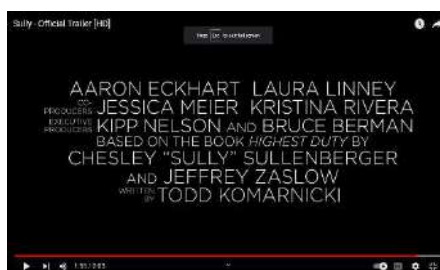 Sully - Official Trailer [HD]
AARON ECKHART LAURA LINNEY
CO-PRODUCERS JESSICA MEIER KRISTINA RIVERA
EXECUTIVE PRODUCERS KIPP NELSON AND BRUCE BERMAN
BASED ON THE BOOK HIGHEST DUTY BY
CHESLEY "SULLY" SULLENBERGER
AND JEFFREY ZASLOW
WRITTEN BY TODD KOMARNICKI